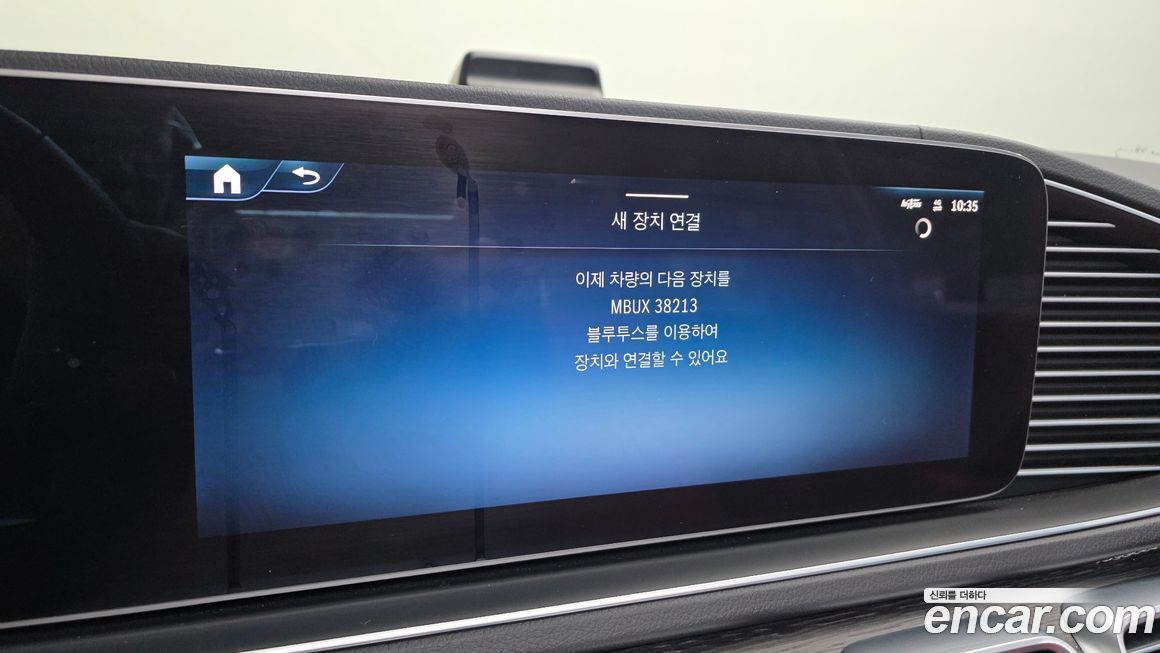 4G 10:35
새 장치 연결
이제 차량의 다음 장치를
MBUX 38213
블루투스를 이용하여
장치와 연결할 수 있어요
신뢰를 더하다
encar.com